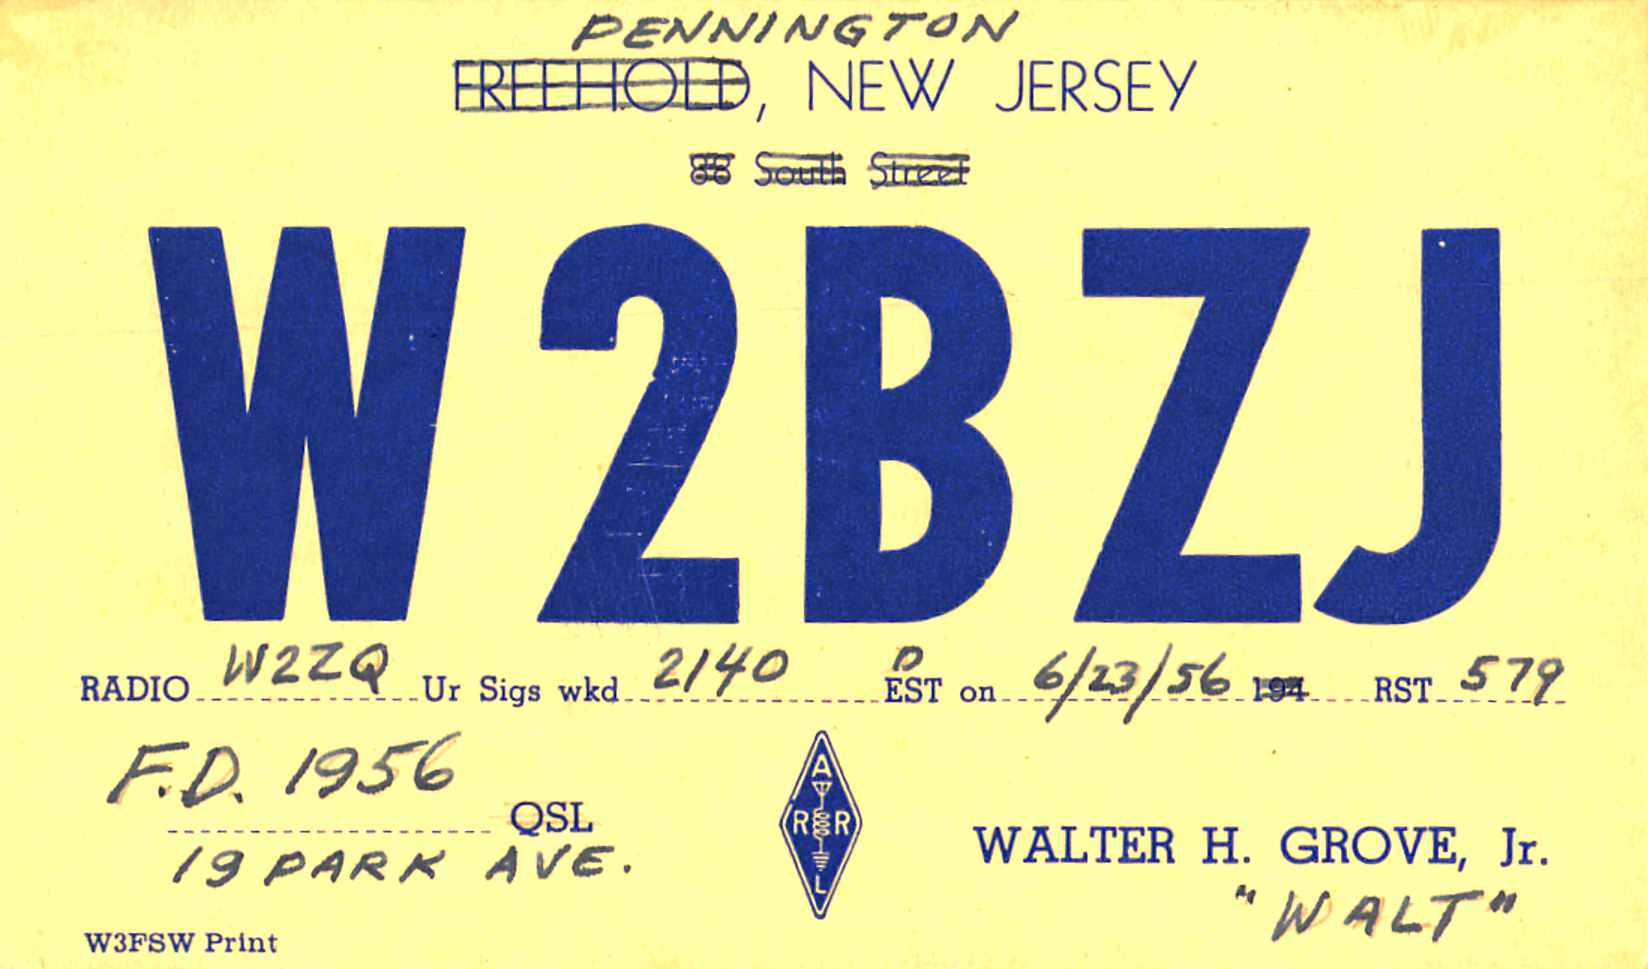 PENNINGTON
FREEHOLD, NEW JERSEY
South Street
W2BZJ
RADIO W2ZQ Ur Sigs wkd 2140 D
EST on 6/23/56 194 RST 579
F.D. 1956
QSL
19 PARK AVE.
A
R R
L
WALTER H. GROVE, Jr.
"WALT"
W3FSW Print